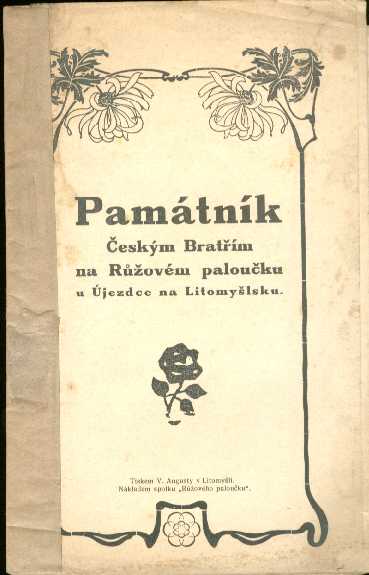 Památník
Českým Bratřím
na Růžovém paloučku
u Újezdce na Litomyšlsku.
Tiskem V. Augusty v Litomyšli.
Nákladem spolku „Růžového paloučku“.